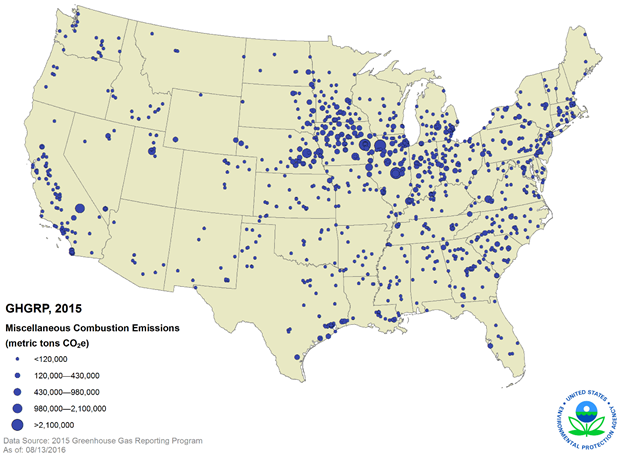 GHGRP, 2015
Miscellaneous Combustion Emissions
(metric tons CO₂e)
<120,000
120,000—430,000
430,000—980,000
980,000—2,100,000
>2,100,000
Data Source: 2015 Greenhouse Gas Reporting Program
As of: 08/13/2016
UNITED STATES
ENVIRONMENTAL PROTECTION AGENCY